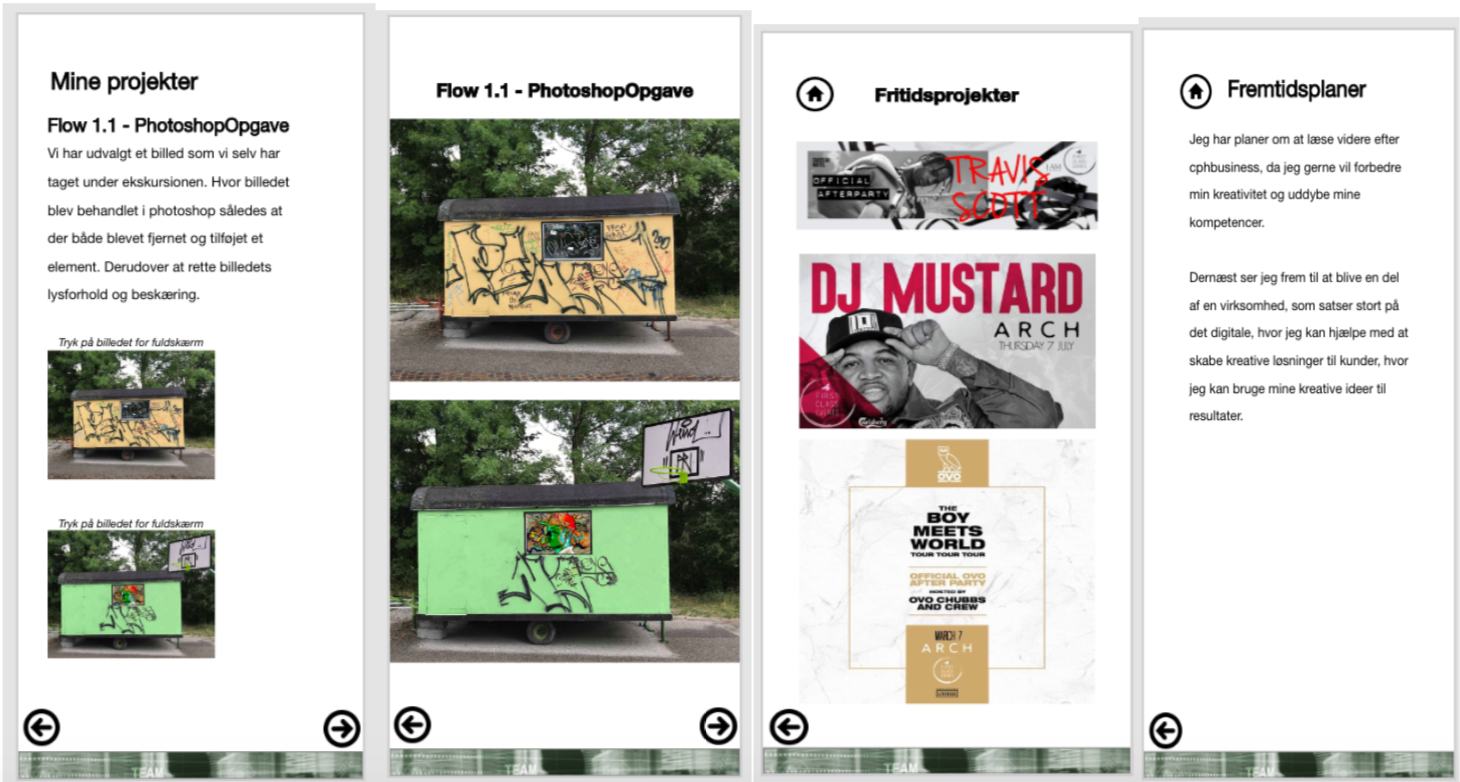 Mine projekter
Flow 1.1 - PhotoshopOpgave
Vi har udvalgt et billed som vi selv har
taget under ekskursionen. Hvor billedet
blev behandlet i photoshop således at
der både blevet fjernet og tilføjet et
element. Derudover at rette billedets
lysforhold og beskæring.
Tryk på billedet for fuldskærm
Tryk på billedet for fuldskærm
TEAM
Flow 1.1 - PhotoshopOpgave
TEAM
Fritidsprojekter
OFFICIAL
AFTERPARTY
TRAVIS
SCOTT
DJ MUSTARD
ARCH
THURSDAY 7 JULY
FIRST
CLASS
Carlsberg
OVO
THE
BOY
MEETS
WORLD
TOUR TOUR TOUR
OFFICIAL OVO
AFTER PARTY
HOSTED BY
OVO CHUBBS
AND CREW
MARCH 7
ARCH
TEAM
Fremtidsplaner
Jeg har planer om at læse videre efter
cphbusiness, da jeg gerne vil forbedre
min kreativitet og uddybe mine
kompetencer.
Dernæst ser jeg frem til at blive en del
af en virksomhed, som satser stort på
det digitale, hvor jeg kan hjælpe med at
skabe kreative løsninger til kunder, hvor
jeg kan bruge mine kreative ideer til
resultater.
TEAM